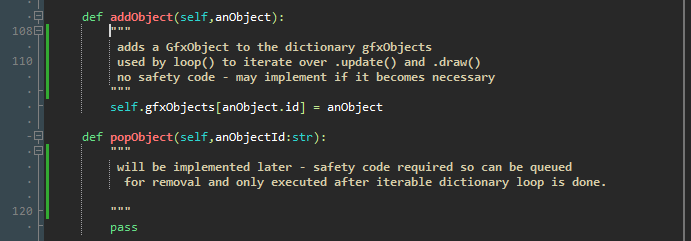 def addObject(self,anObject):
108 """
adds a GfxObject to the dictionary gfxObjects
110 used by loop() to iterate over .update() and .draw()
no safety code - may implement if it becomes necessary
"""
self.gfxObjects[anObject.id] = anObject
def popObject(self,anObjectId:str):
"""
will be implemented later - safety code required so can be queued
for removal and only executed after iterable dictionary loop is done.
120 """
pass